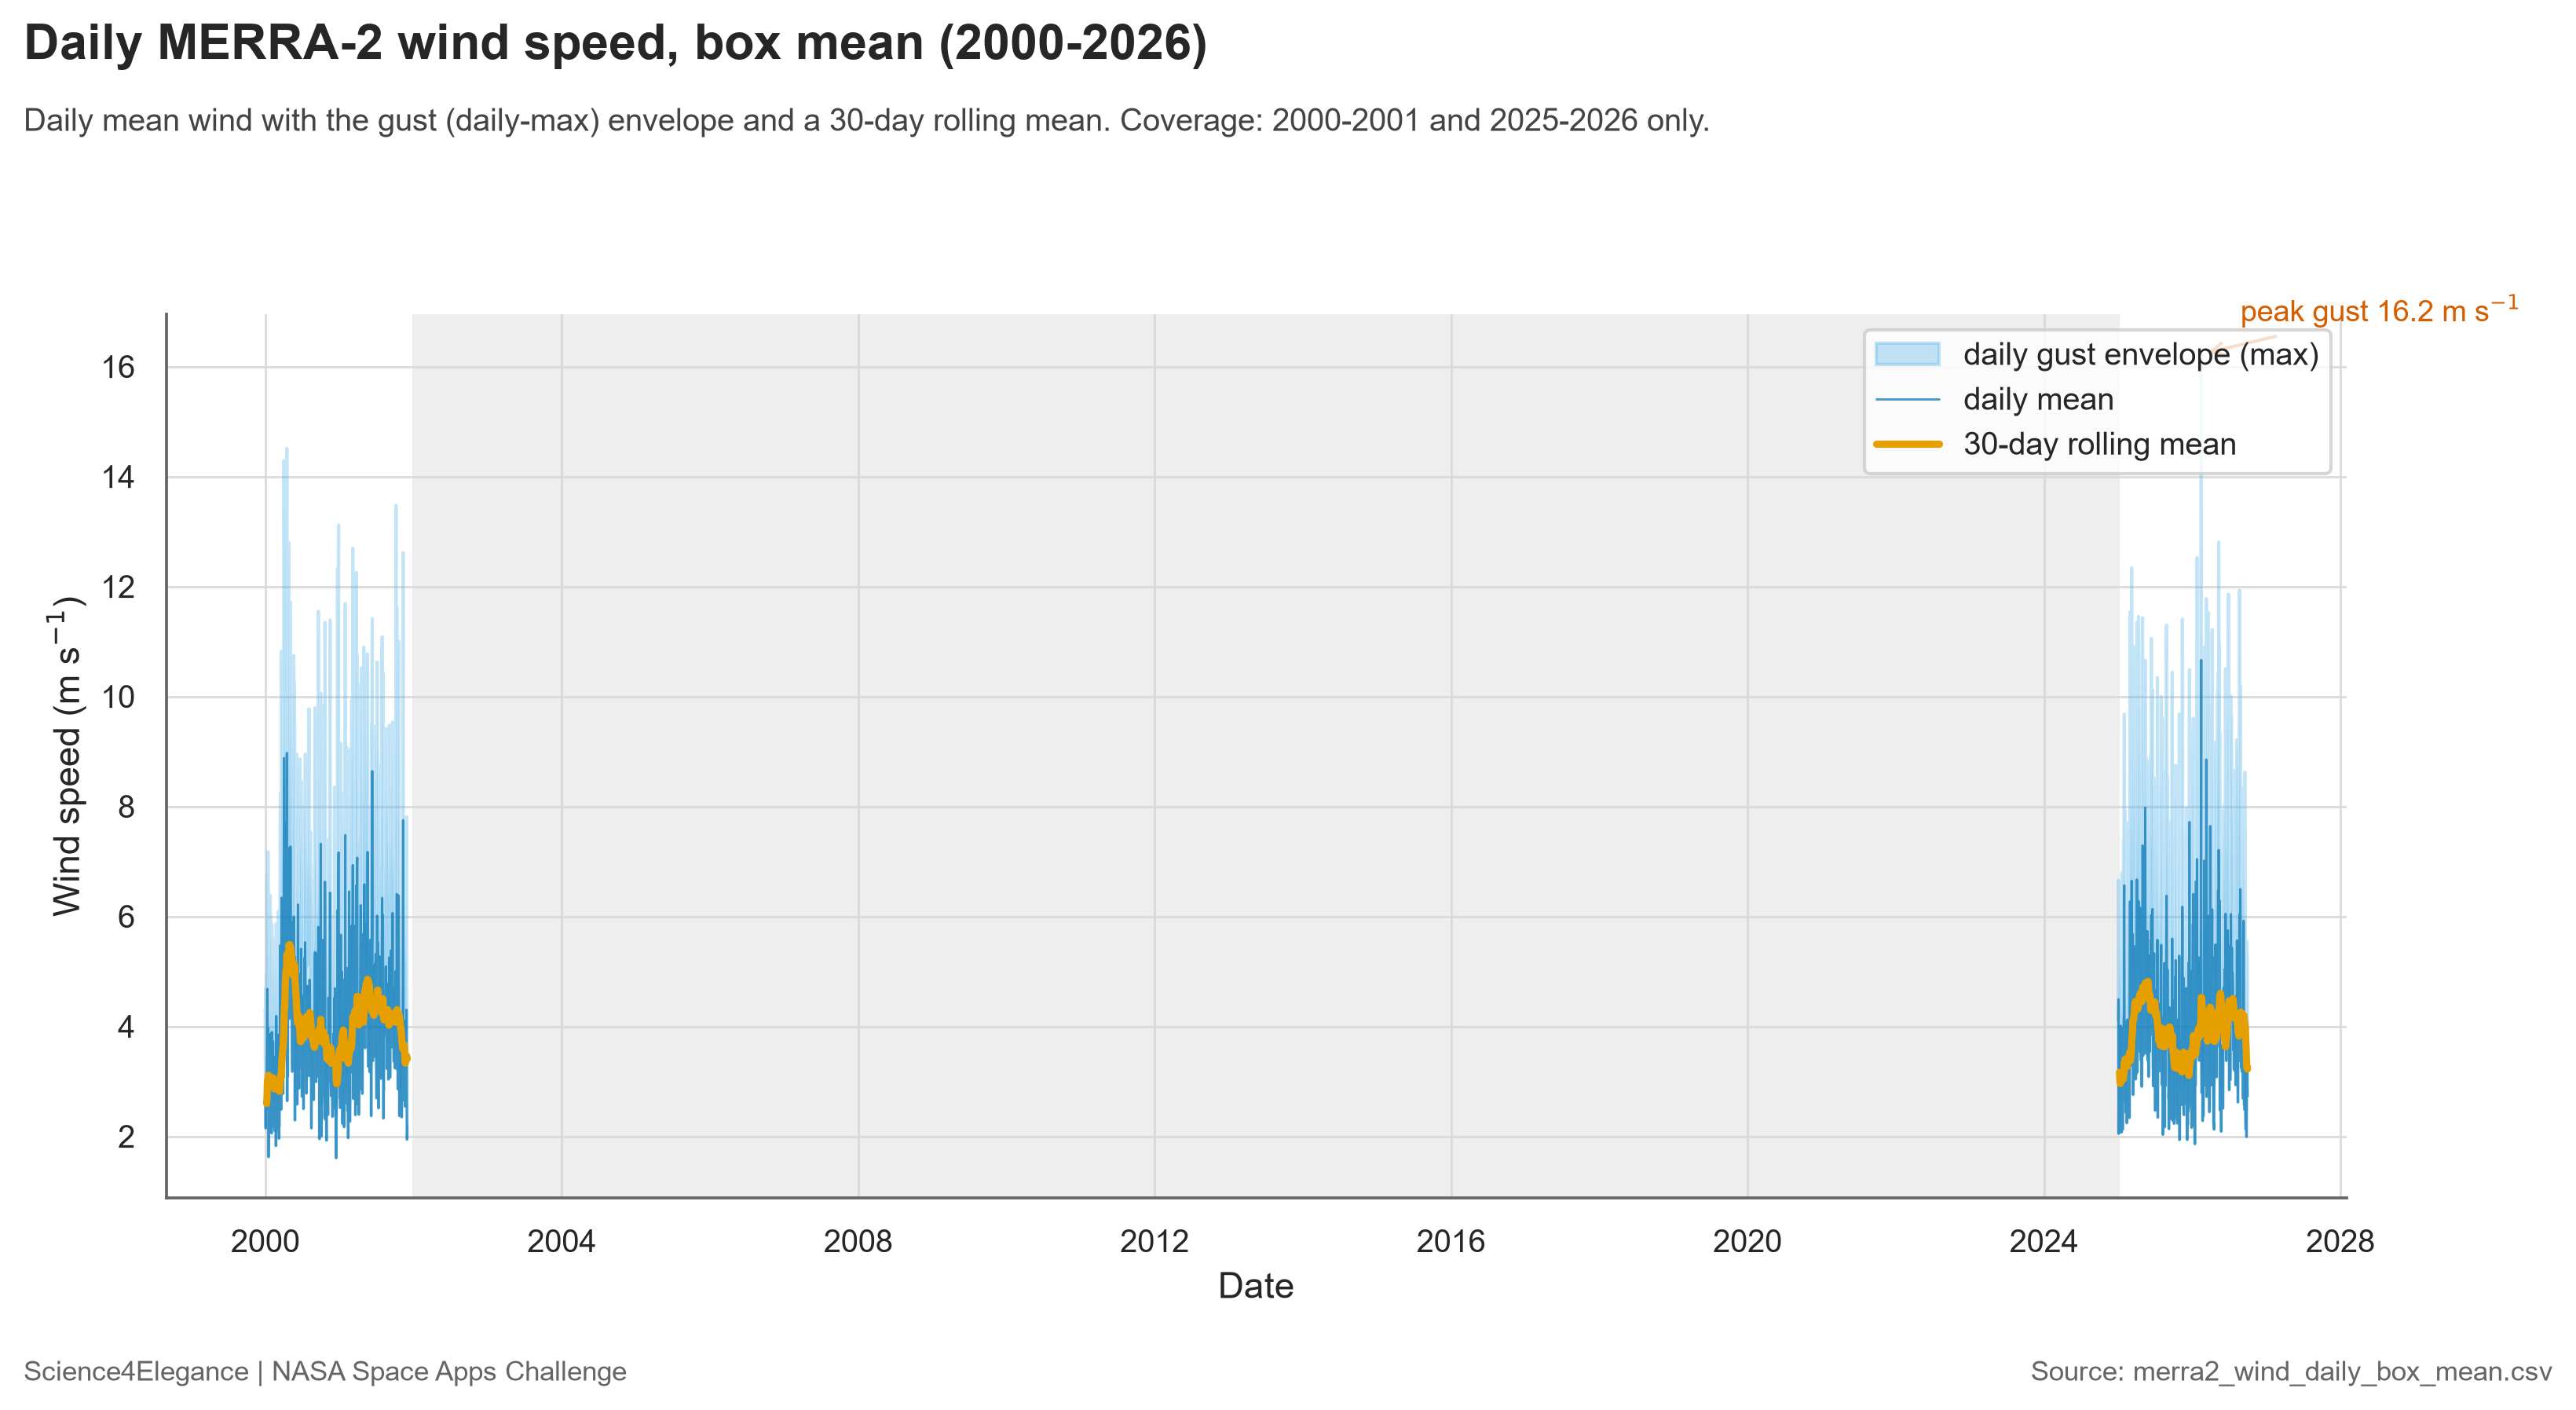 Daily MERRA-2 wind speed, box mean (2000-2026)
Daily mean wind with the gust (daily-max) envelope and a 30-day rolling mean. Coverage: 2000-2001 and 2025-2026 only.
peak gust 16.2 m s⁻¹
daily gust envelope (max)
daily mean
30-day rolling mean
Wind speed (m s⁻¹)
16
14
12
10
8
6
4
2
2000 2004 2008 2012 2016 2020 2024 2028
Date
Science4Elegance | NASA Space Apps Challenge
Source: merra2_wind_daily_box_mean.csv